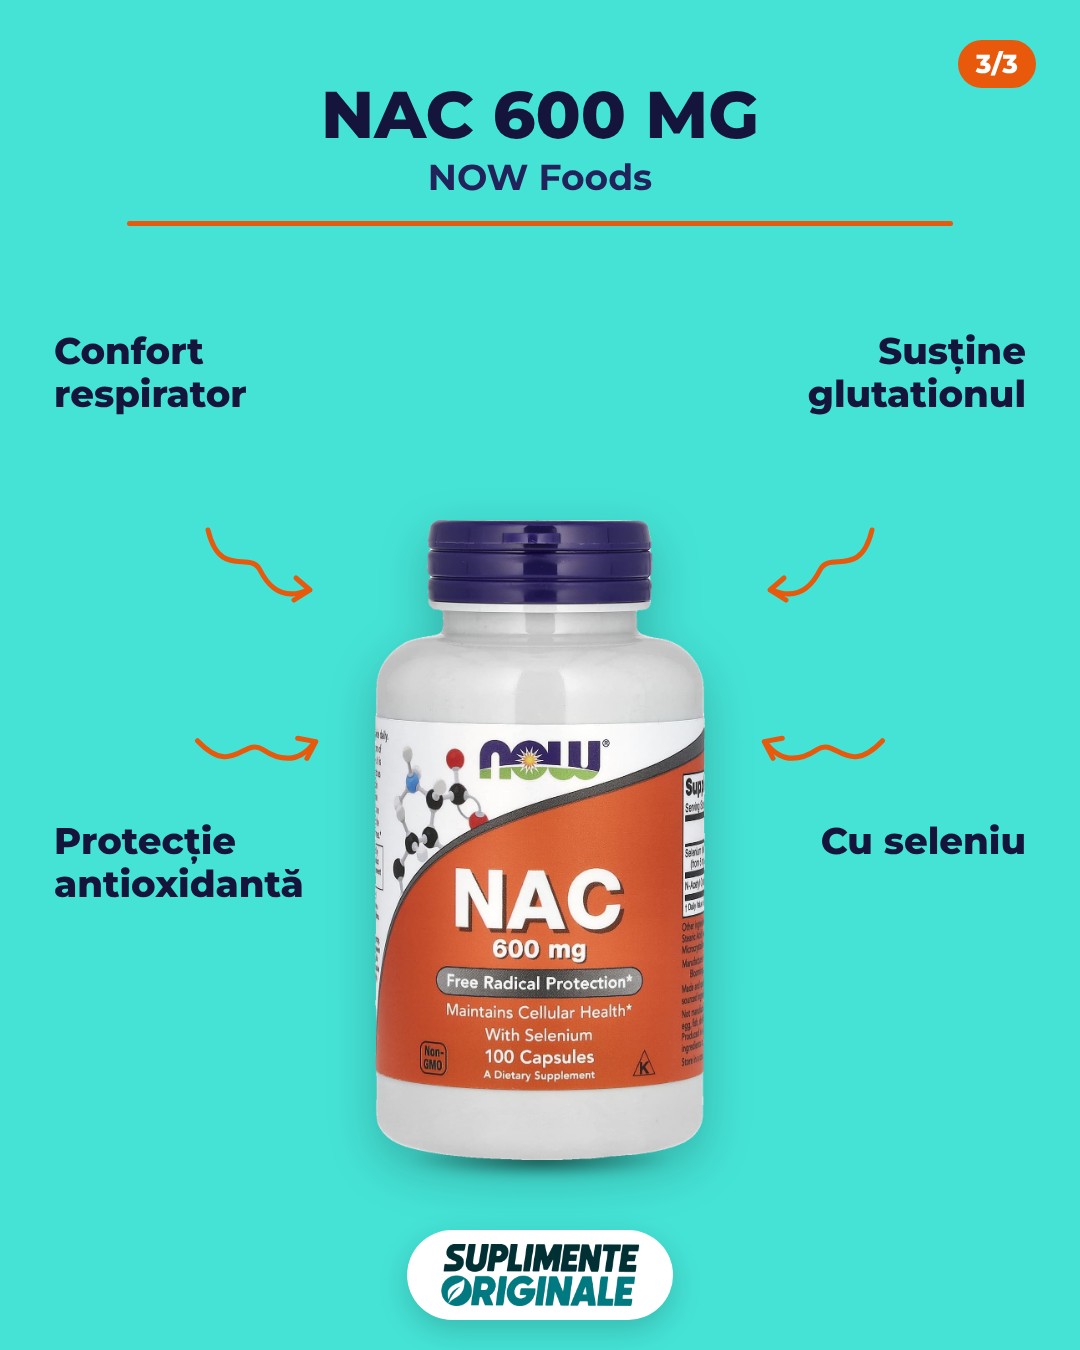 3/3
NAC 600 MG
NOW Foods
Confort
respirator
Susține
glutationul
Protecție
antioxidantă
Cu seleniu
NOW®
NAC
600 mg
Free Radical Protection*
Maintains Cellular Health*
With Selenium
100 Capsules
A Dietary Supplement
Non-
GMO
K
SUPLIMENTE
ORIGINALE